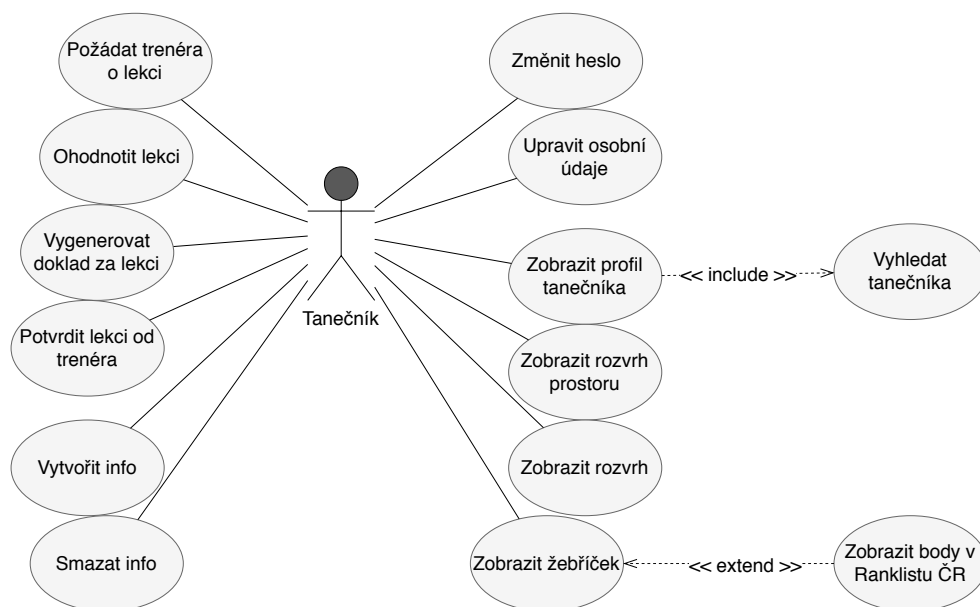 Požádat trenéra
o lekci
Ohodnotit lekci
Vygenerovat
doklad za lekci
Potvrdit lekci od
trenéra
Vytvořit info
Smazat info
Tanečník
Změnit heslo
Upravit osobní
údaje
Zobrazit profil
tanečníka
Zobrazit rozvrh
prostoru
Zobrazit rozvrh
Zobrazit žebříček
<< include >>
Vyhledat
tanečníka
<< extend >>
Zobrazit body v
Ranklistu ČR